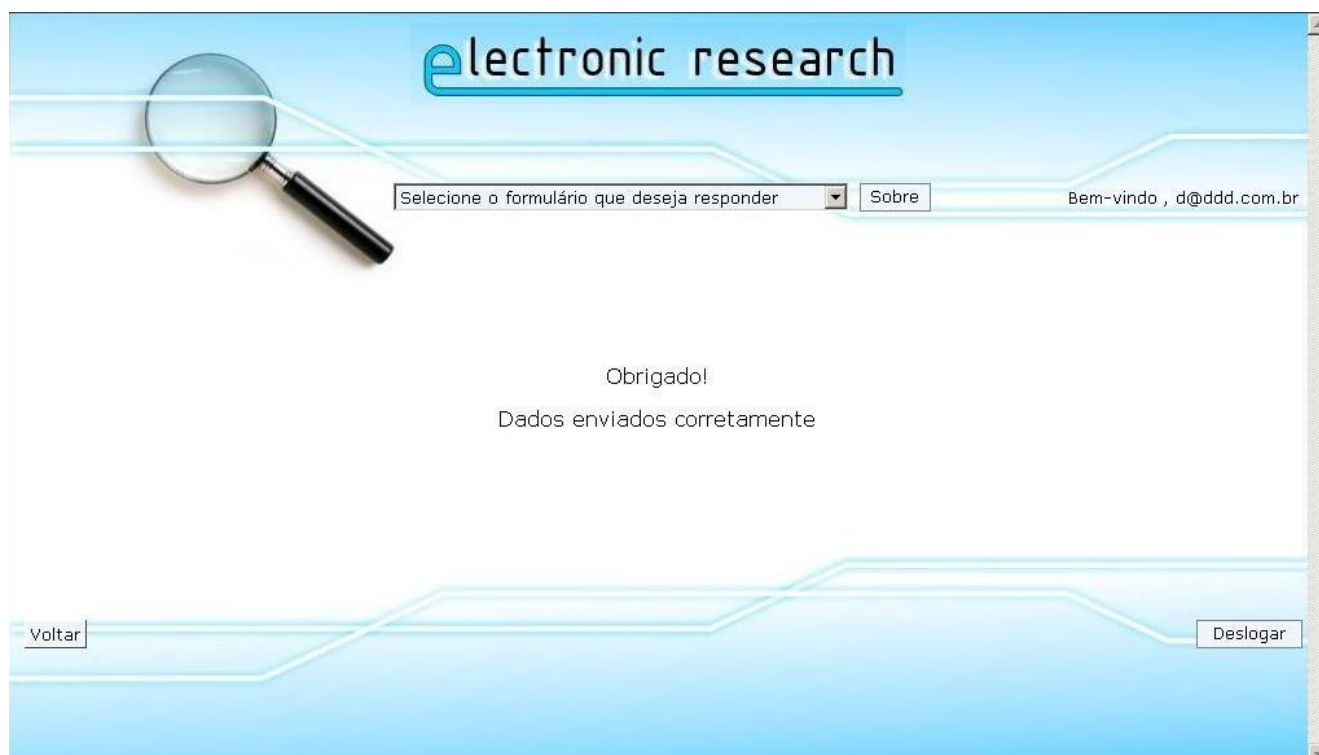 electronic research
Selecione o formulário que deseja responder
Sobre
Bem-vindo , d@ddd.com.br
Obrigado!
Dados enviados corretamente
Voltar
Deslogar